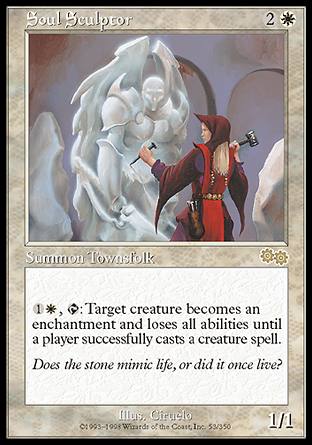 Soul Sculptor 2
Summon Townsfolk
1, : Target creature becomes an
enchantment and loses all abilities until
a player successfully casts a creature spell.
Does the stone mimic life, or did it once live?
Illus. Ciruelo
©1993–1998 Wizards of the Coast, Inc. 53/350
1/1